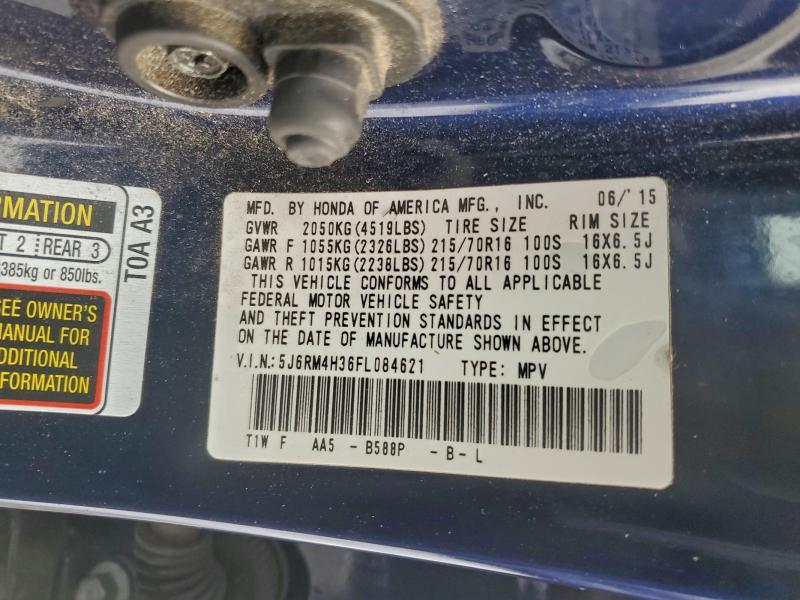 RMATION
T 2 REAR 3
385kg or 850lbs.
EE OWNER'S
MANUAL FOR
DDITIONAL
FORMATION
T0A A3
MFD. BY HONDA OF AMERICA MFG., INC. 06/'15
GVWR 2050KG(4519LBS) TIRE SIZE RIM SIZE
GAWR F 1055KG(2326LBS) 215/70R16 100S 16X6.5J
GAWR R 1015KG(2238LBS) 215/70R16 100S 16X6.5J
THIS VEHICLE CONFORMS TO ALL APPLICABLE
FEDERAL MOTOR VEHICLE SAFETY
AND THEFT PREVENTION STANDARDS IN EFFECT
ON THE DATE OF MANUFACTURE SHOWN ABOVE.
V.I.N.: 5J6RM4H36FL084621 TYPE: MPV
T1W F AA5 - B588P - B - L